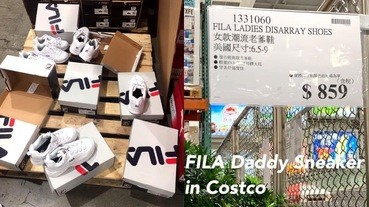 FILA
FILA
FILA
FILA
1331060
FILA LADIES DISARRAY SHOES
女款潮流老爹鞋
美國尺寸:6.5-9
$ 859
FILA Daddy Sneaker
in Costco